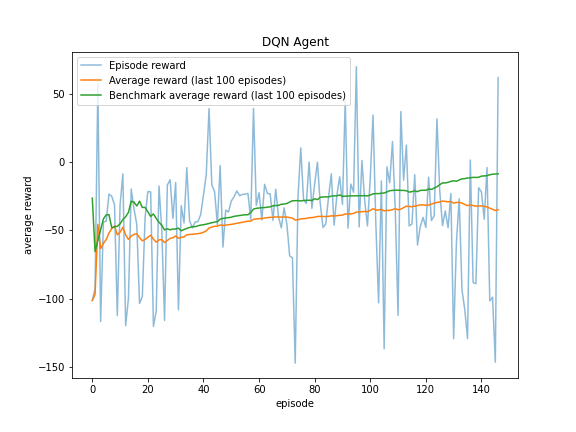 DQN Agent
Episode reward
Average reward (last 100 episodes)
Benchmark average reward (last 100 episodes)
average reward
50
0
−50
−100
−150
0
20
40
60
80
100
120
140
episode